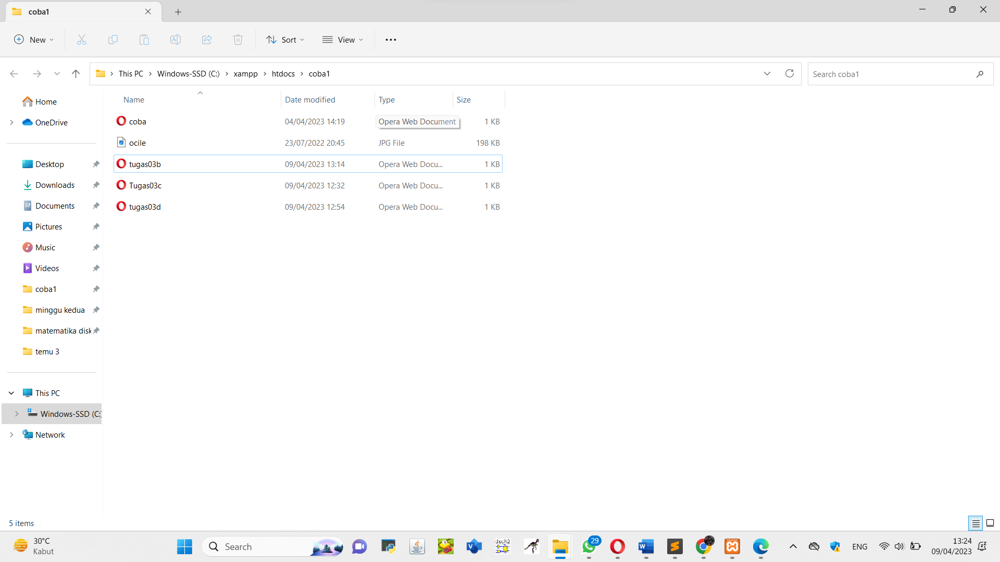 coba1
New
Sort
View
This PC
Windows-SSD (C:)
xampp
htdocs
coba1
Search coba1
Name
Date modified
Type
Size
coba
04/04/2023 14:19
Opera Web Document
1 KB
ocile
23/07/2022 20:45
JPG File
198 KB
tugas03b
09/04/2023 13:14
Opera Web Docu...
1 KB
Tugas03c
09/04/2023 12:32
Opera Web Docu...
1 KB
tugas03d
09/04/2023 12:54
Opera Web Docu...
1 KB
Home
OneDrive
Desktop
Downloads
Documents
Pictures
Music
Videos
coba1
minggu kedua
matematika disk
temu 3
This PC
Windows-SSD (C:)
Network
5 items
30°C
Kabut
Search
dsch2
29
ENG
13:24
09/04/2023